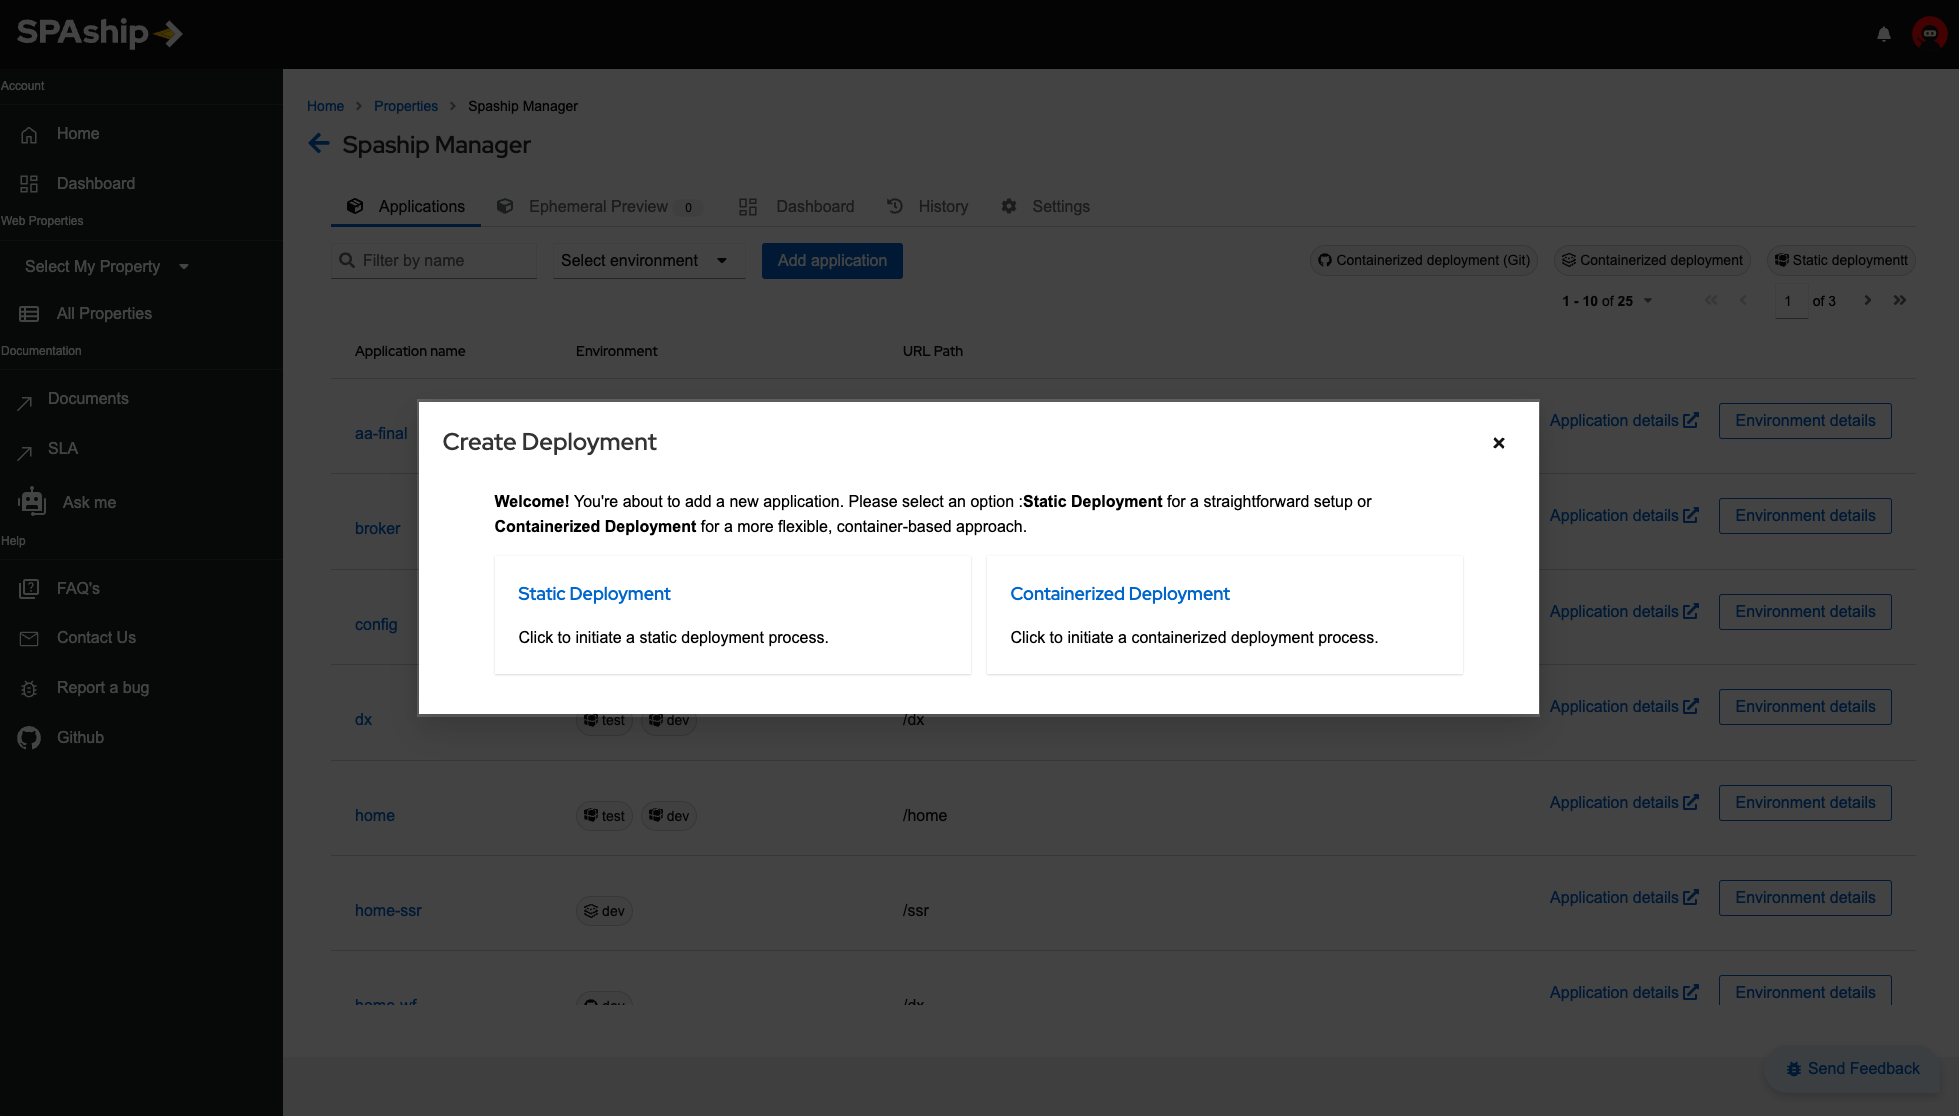 SPAship
Account
Home
Dashboard
Web Properties
Select My Property
All Properties
Documentation
Documents
SLA
Ask me
Help
FAQ's
Contact Us
Report a bug
Github
Home > Properties > Spaship Manager
Spaship Manager
Applications Ephemeral Preview 0 Dashboard History Settings
Filter by name Select environment Add application Containerized deployment (Git) Containerized deployment Static deploymentt
1 - 10 of 25 1 of 3
Application name Environment URL Path
aa-final Application details Environment details
Create Deployment
Welcome! You're about to add a new application. Please select an option :Static Deployment for a straightforward setup or
Containerized Deployment for a more flexible, container-based approach.
Static Deployment
Click to initiate a static deployment process.
Containerized Deployment
Click to initiate a containerized deployment process.
broker Application details Environment details
config Application details Environment details
dx test dev /dx Application details Environment details
home test dev /home Application details Environment details
home-ssr dev /ssr Application details Environment details
home-wf dev /dx Application details Environment details
Send Feedback